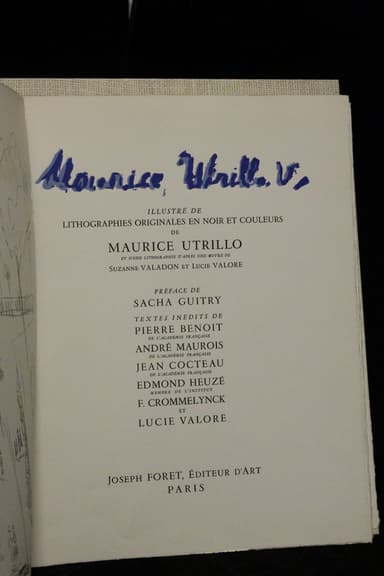 Maurice, Utrillo, V,
ILLUSTRÉ DE
LITHOGRAPHIES ORIGINALES EN NOIR ET COULEURS
DE
MAURICE UTRILLO
ET D'UNE LITHOGRAPHIE D'APRÈS UNE ŒUVRE DE
SUZANNE VALADON ET LUCIE VALORE
PRÉFACE DE
SACHA GUITRY
TEXTES INÉDITS DE
PIERRE BENOIT
DE L'ACADÉMIE FRANÇAISE
ANDRÉ MAUROIS
DE L'ACADÉMIE FRANÇAISE
JEAN COCTEAU
DE L'ACADÉMIE FRANÇAISE
EDMOND HEUZÉ
MEMBRE DE L'INSTITUT
F. CROMMELYNCK
ET
LUCIE VALORE
JOSEPH FORET, ÉDITEUR D'ART
PARIS